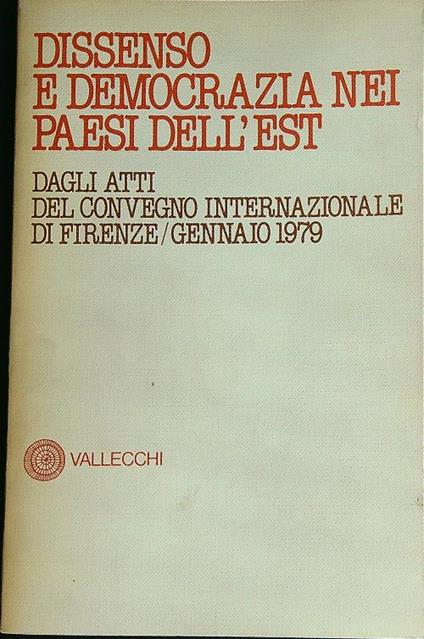 DISSENSO
E DEMOCRAZIA NEI
PAESI DELL'EST
DAGLI ATTI
DEL CONVEGNO INTERNAZIONALE
DI FIRENZE/GENNAIO 1979
VALLECCHI